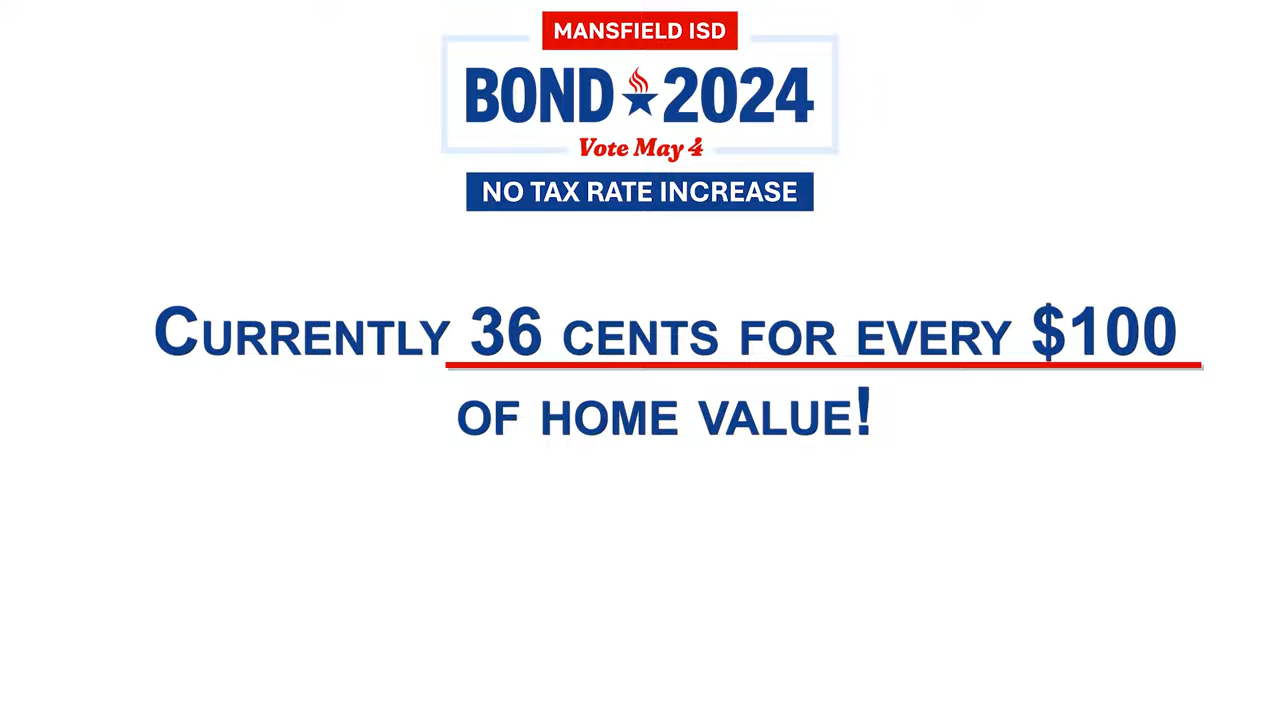 MANSFIELD ISD
BOND 2024
Vote May 4
NO TAX RATE INCREASE
CURRENTLY 36 CENTS FOR EVERY $100
OF HOME VALUE!